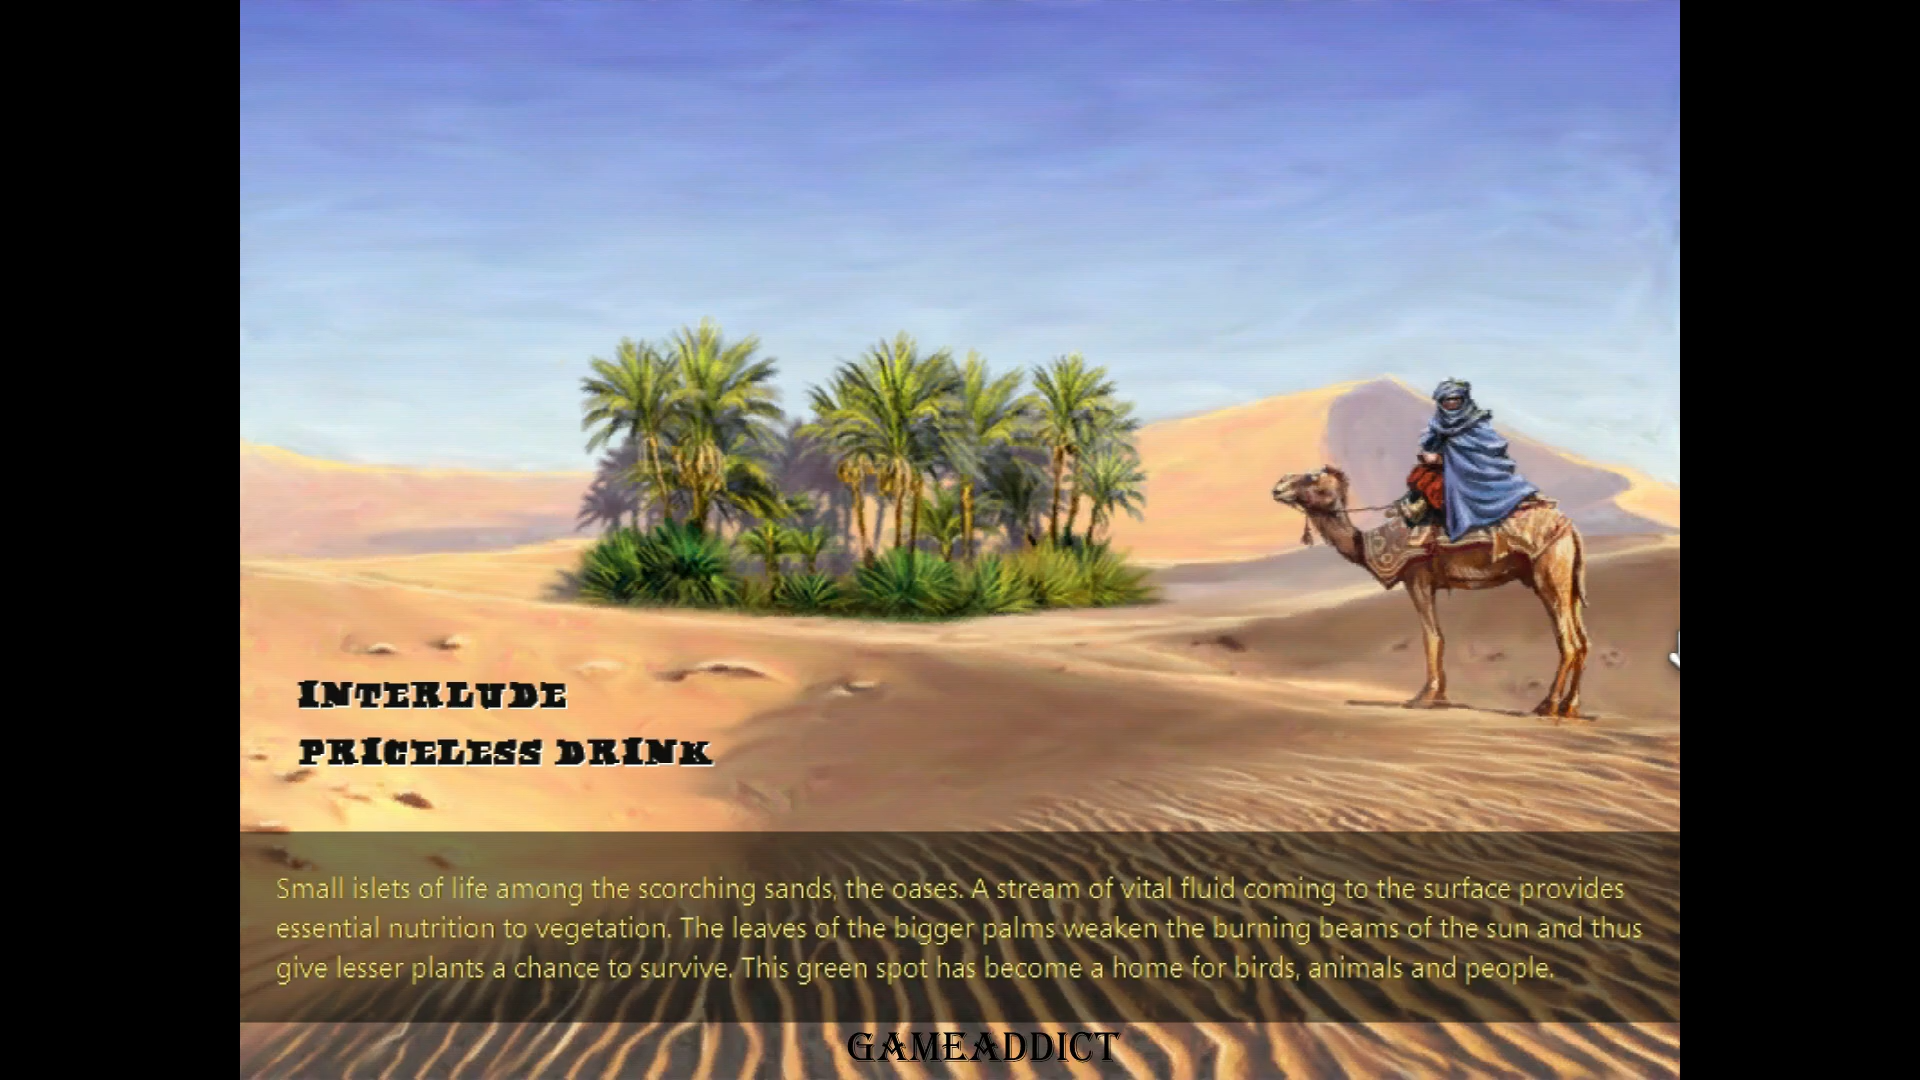 INTERLUDE
PRICELESS DRINK
Small islets of life among the scorching sands, the oases. A stream of vital fluid coming to the surface provides
essential nutrition to vegetation. The leaves of the bigger palms weaken the burning beams of the sun and thus
give lesser plants a chance to survive. This green spot has become a home for birds, animals and people.
GAMEADDICT